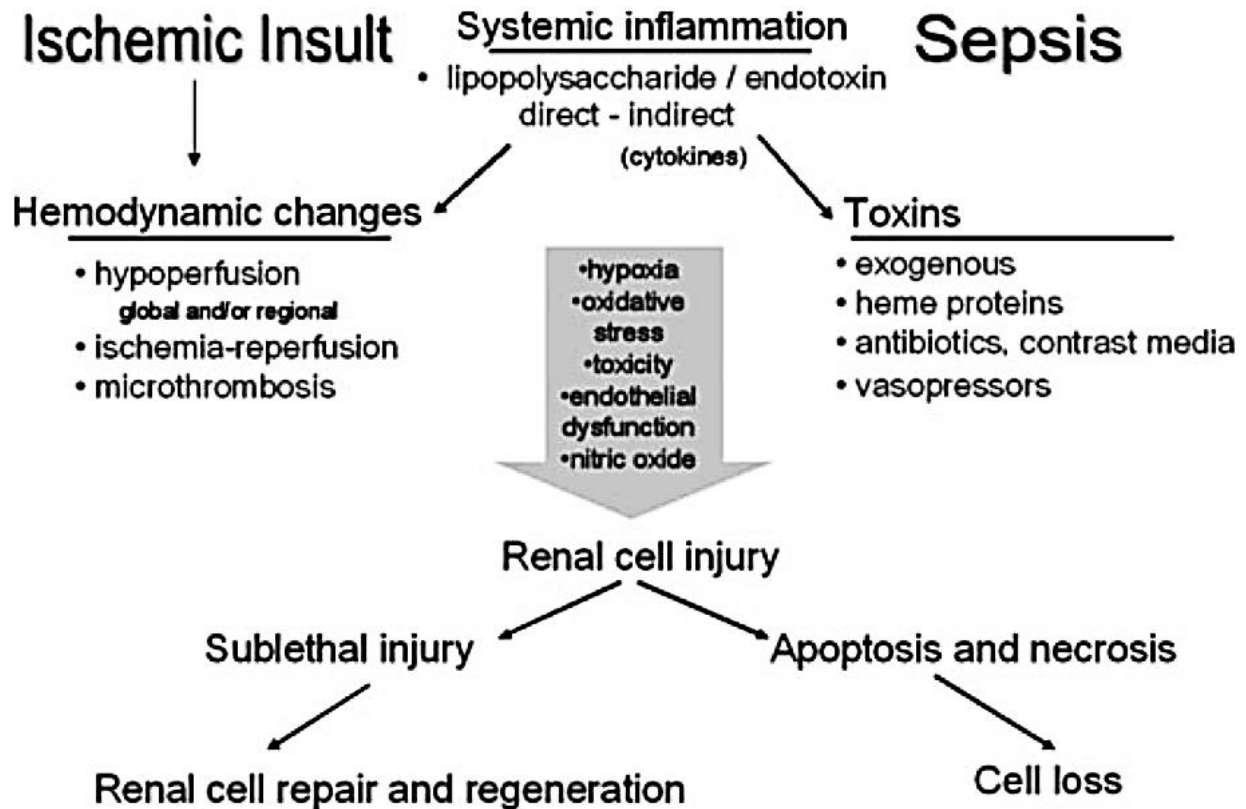 Ischemic Insult
Systemic inflammation
• lipopolysaccharide / endotoxin
direct - indirect
(cytokines)
Sepsis
Hemodynamic changes
• hypoperfusion
global and/or regional
• ischemia-reperfusion
• microthrombosis
•hypoxia
•oxidative
stress
•toxicity
•endothelial
dysfunction
•nitric oxide
Toxins
• exogenous
• heme proteins
• antibiotics, contrast media
• vasopressors
Renal cell injury
Sublethal injury
Apoptosis and necrosis
Renal cell repair and regeneration
Cell loss